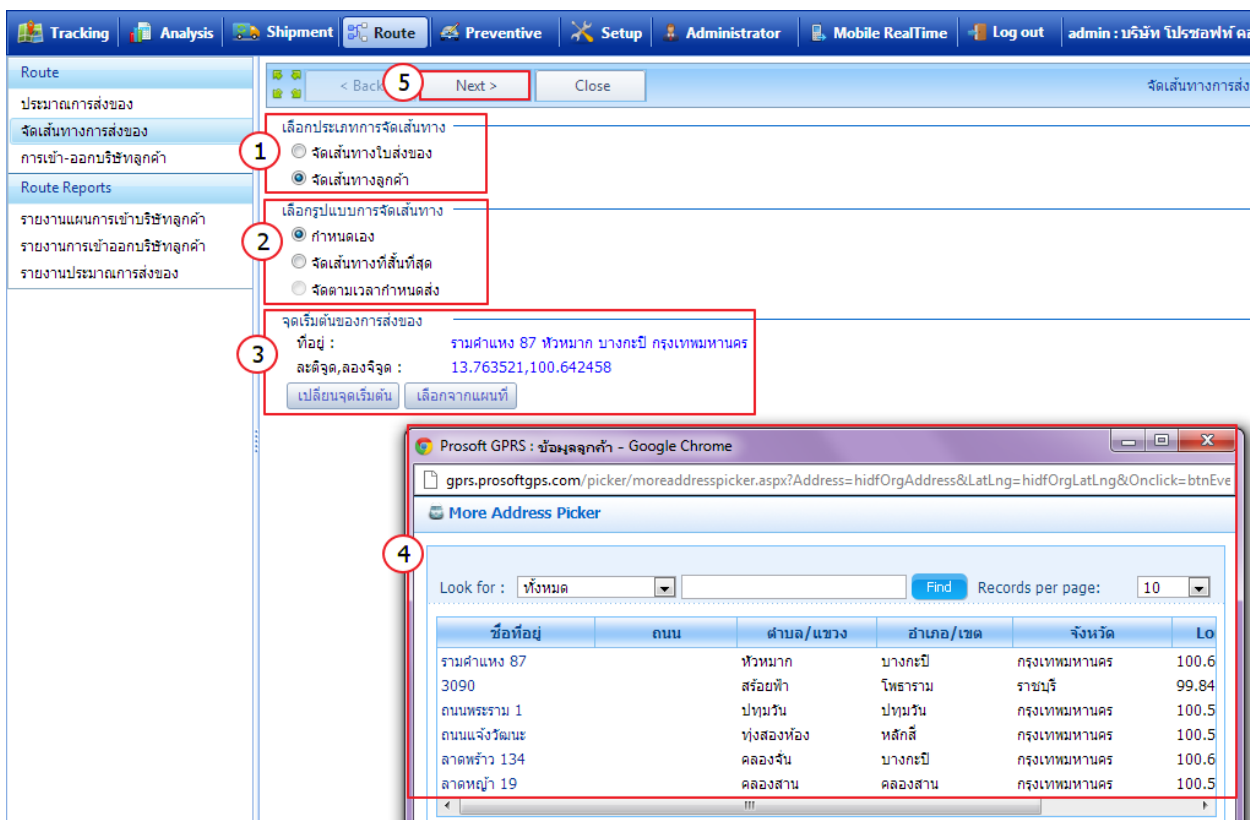 Tracking Analysis Shipment Route Preventive Setup Administrator Mobile RealTime Log out admin : บริษัท โปรซอฟท์
Route
ประมาณการส่งของ
จัดเส้นทางการส่งของ
การเข้า-ออกบริษัทลูกค้า
Route Reports
รายงานแผนการเข้าบริษัทลูกค้า
รายงานการเข้าออกบริษัทลูกค้า
รายงานประมาณการส่งของ
< Back 5 Next > Close จัดเส้นทางการส่ง
1
เลือกประเภทการจัดเส้นทาง
จัดเส้นทางใบส่งของ
จัดเส้นทางลูกค้า
2
เลือกรูปแบบการจัดเส้นทาง
กำหนดเอง
จัดเส้นทางที่สั้นที่สุด
จัดตามเวลากำหนดส่ง
3
จุดเริ่มต้นของการส่งของ
ที่อยู่ : รามคำแหง 87 หัวหมาก บางกะปิ กรุงเทพมหานคร
ละติจูด,ลองจิจูด : 13.763521,100.642458
เปลี่ยนจุดเริ่มต้น เลือกจากแผนที่
4
Prosoft GPRS : ข้อมูลลูกค้า - Google Chrome
gprs.prosoftgps.com/picker/moreaddresspicker.aspx?Address=hidfOrgAddress&LatLng=hidfOrgLatLng&Onclick=btnEve
More Address Picker
Look for : ทั้งหมด Find Records per page: 10
ชื่อที่อยู่ ถนน ตำบล/แขวง อำเภอ/เขต จังหวัด Lo
รามคำแหง 87 หัวหมาก บางกะปิ กรุงเทพมหานคร 100.6
3090 สร้อยฟ้า โพธาราม ราชบุรี 99.84
ถนนพระราม 1 ปทุมวัน ปทุมวัน กรุงเทพมหานคร 100.5
ถนนแจ้งวัฒนะ ทุ่งสองห้อง หลักสี่ กรุงเทพมหานคร 100.5
ลาดพร้าว 134 คลองจั่น บางกะปิ กรุงเทพมหานคร 100.6
ลาดหญ้า 19 คลองสาน คลองสาน กรุงเทพมหานคร 100.5